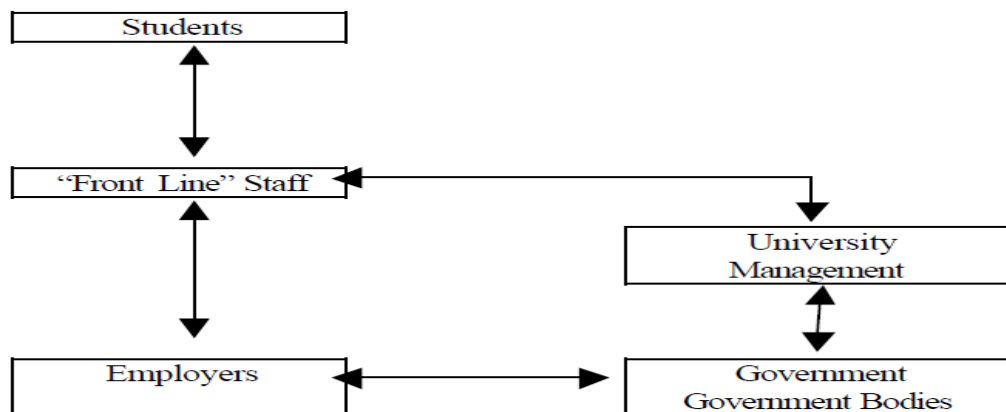 Students
“Front Line” Staff
University
Management
Employers
Government
Government Bodies